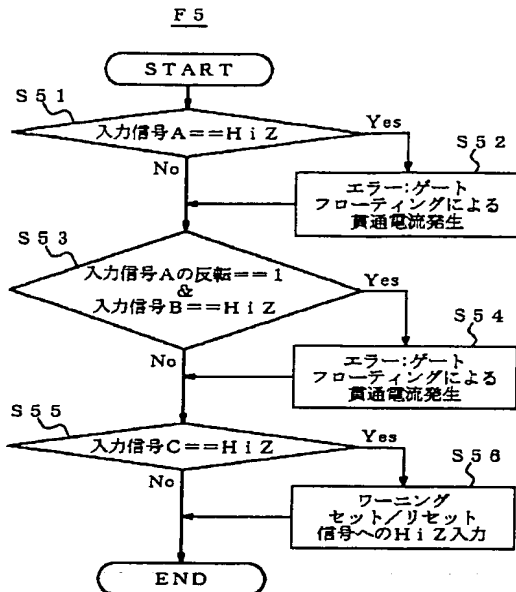 F5
START
S51
入力信号A==HiZ
Yes
No
S52
エラー:ゲート
フローティングによる
貫通電流発生
S53
入力信号Aの反転==1
&
入力信号B==HiZ
Yes
No
S54
エラー:ゲート
フローティングによる
貫通電流発生
S55
入力信号C==HiZ
Yes
No
S56
ワーニング
セット/リセット
信号へのHiZ入力
END